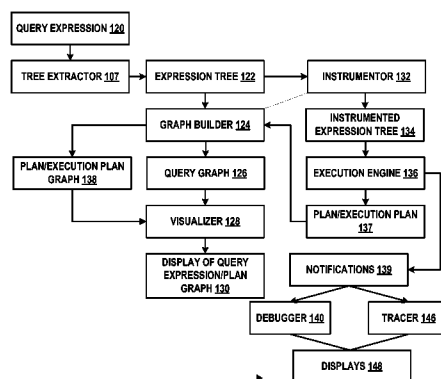 QUERY EXPRESSION 120
TREE EXTRACTOR 107
EXPRESSION TREE 122
INSTRUMENTOR 132
GRAPH BUILDER 124
INSTRUMENTED
EXPRESSION TREE 134
PLAN/EXECUTION PLAN
GRAPH 138
QUERY GRAPH 126
EXECUTION ENGINE 136
VISUALIZER 128
PLAN/EXECUTION PLAN
137
DISPLAY OF QUERY
EXPRESSION/PLAN
GRAPH 130
NOTIFICATIONS 139
DEBUGGER 140
TRACER 146
DISPLAYS 148